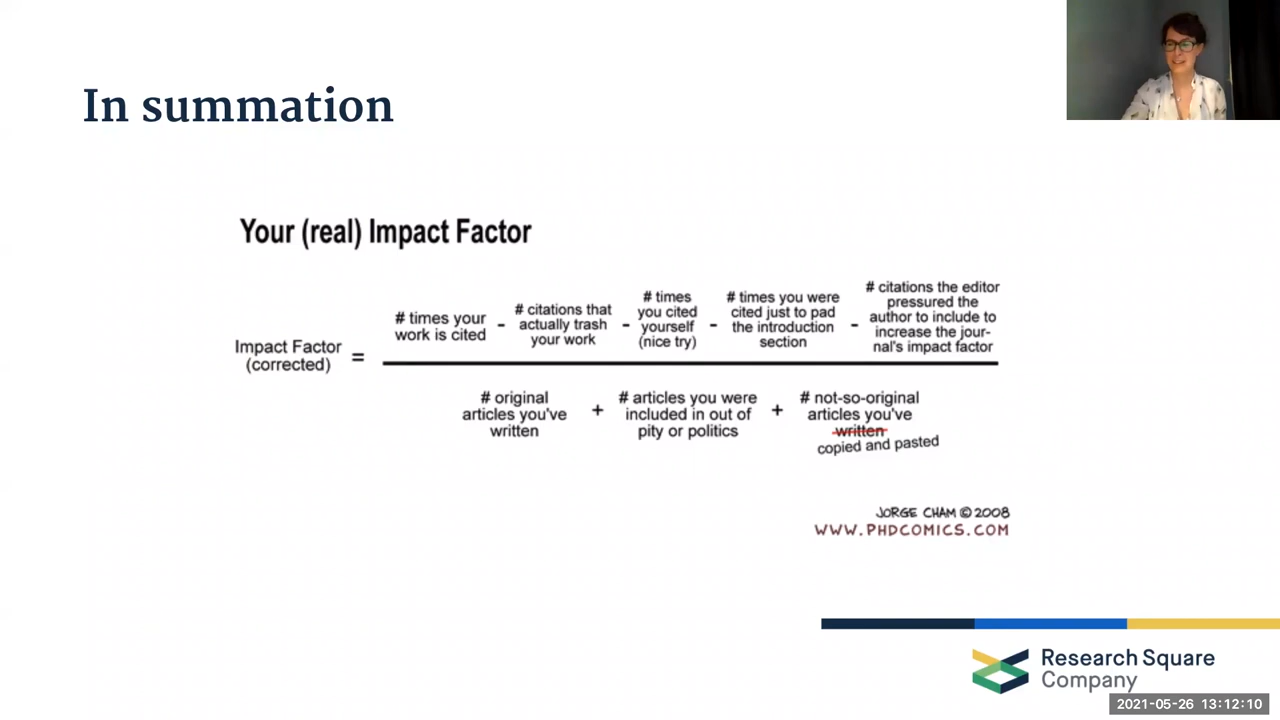 In summation
Your (real) Impact Factor
Impact Factor
(corrected)
=
# times your
work is cited
-
# citations that
actually trash
your work
-
# times
you cited
yourself
(nice try)
-
# times you were
cited just to pad
the introduction
section
-
# citations the editor
pressured the
author to include to
increase the jour-
nal's impact factor
# original
articles you've
written
+
# articles you were
included in out of
pity or politics
+
# not-so-original
articles you've
written
copied and pasted
JORGE CHAM © 2008
WWW.PHDCOMICS.COM
Research Square
Company
2021-05-26 13:12:10